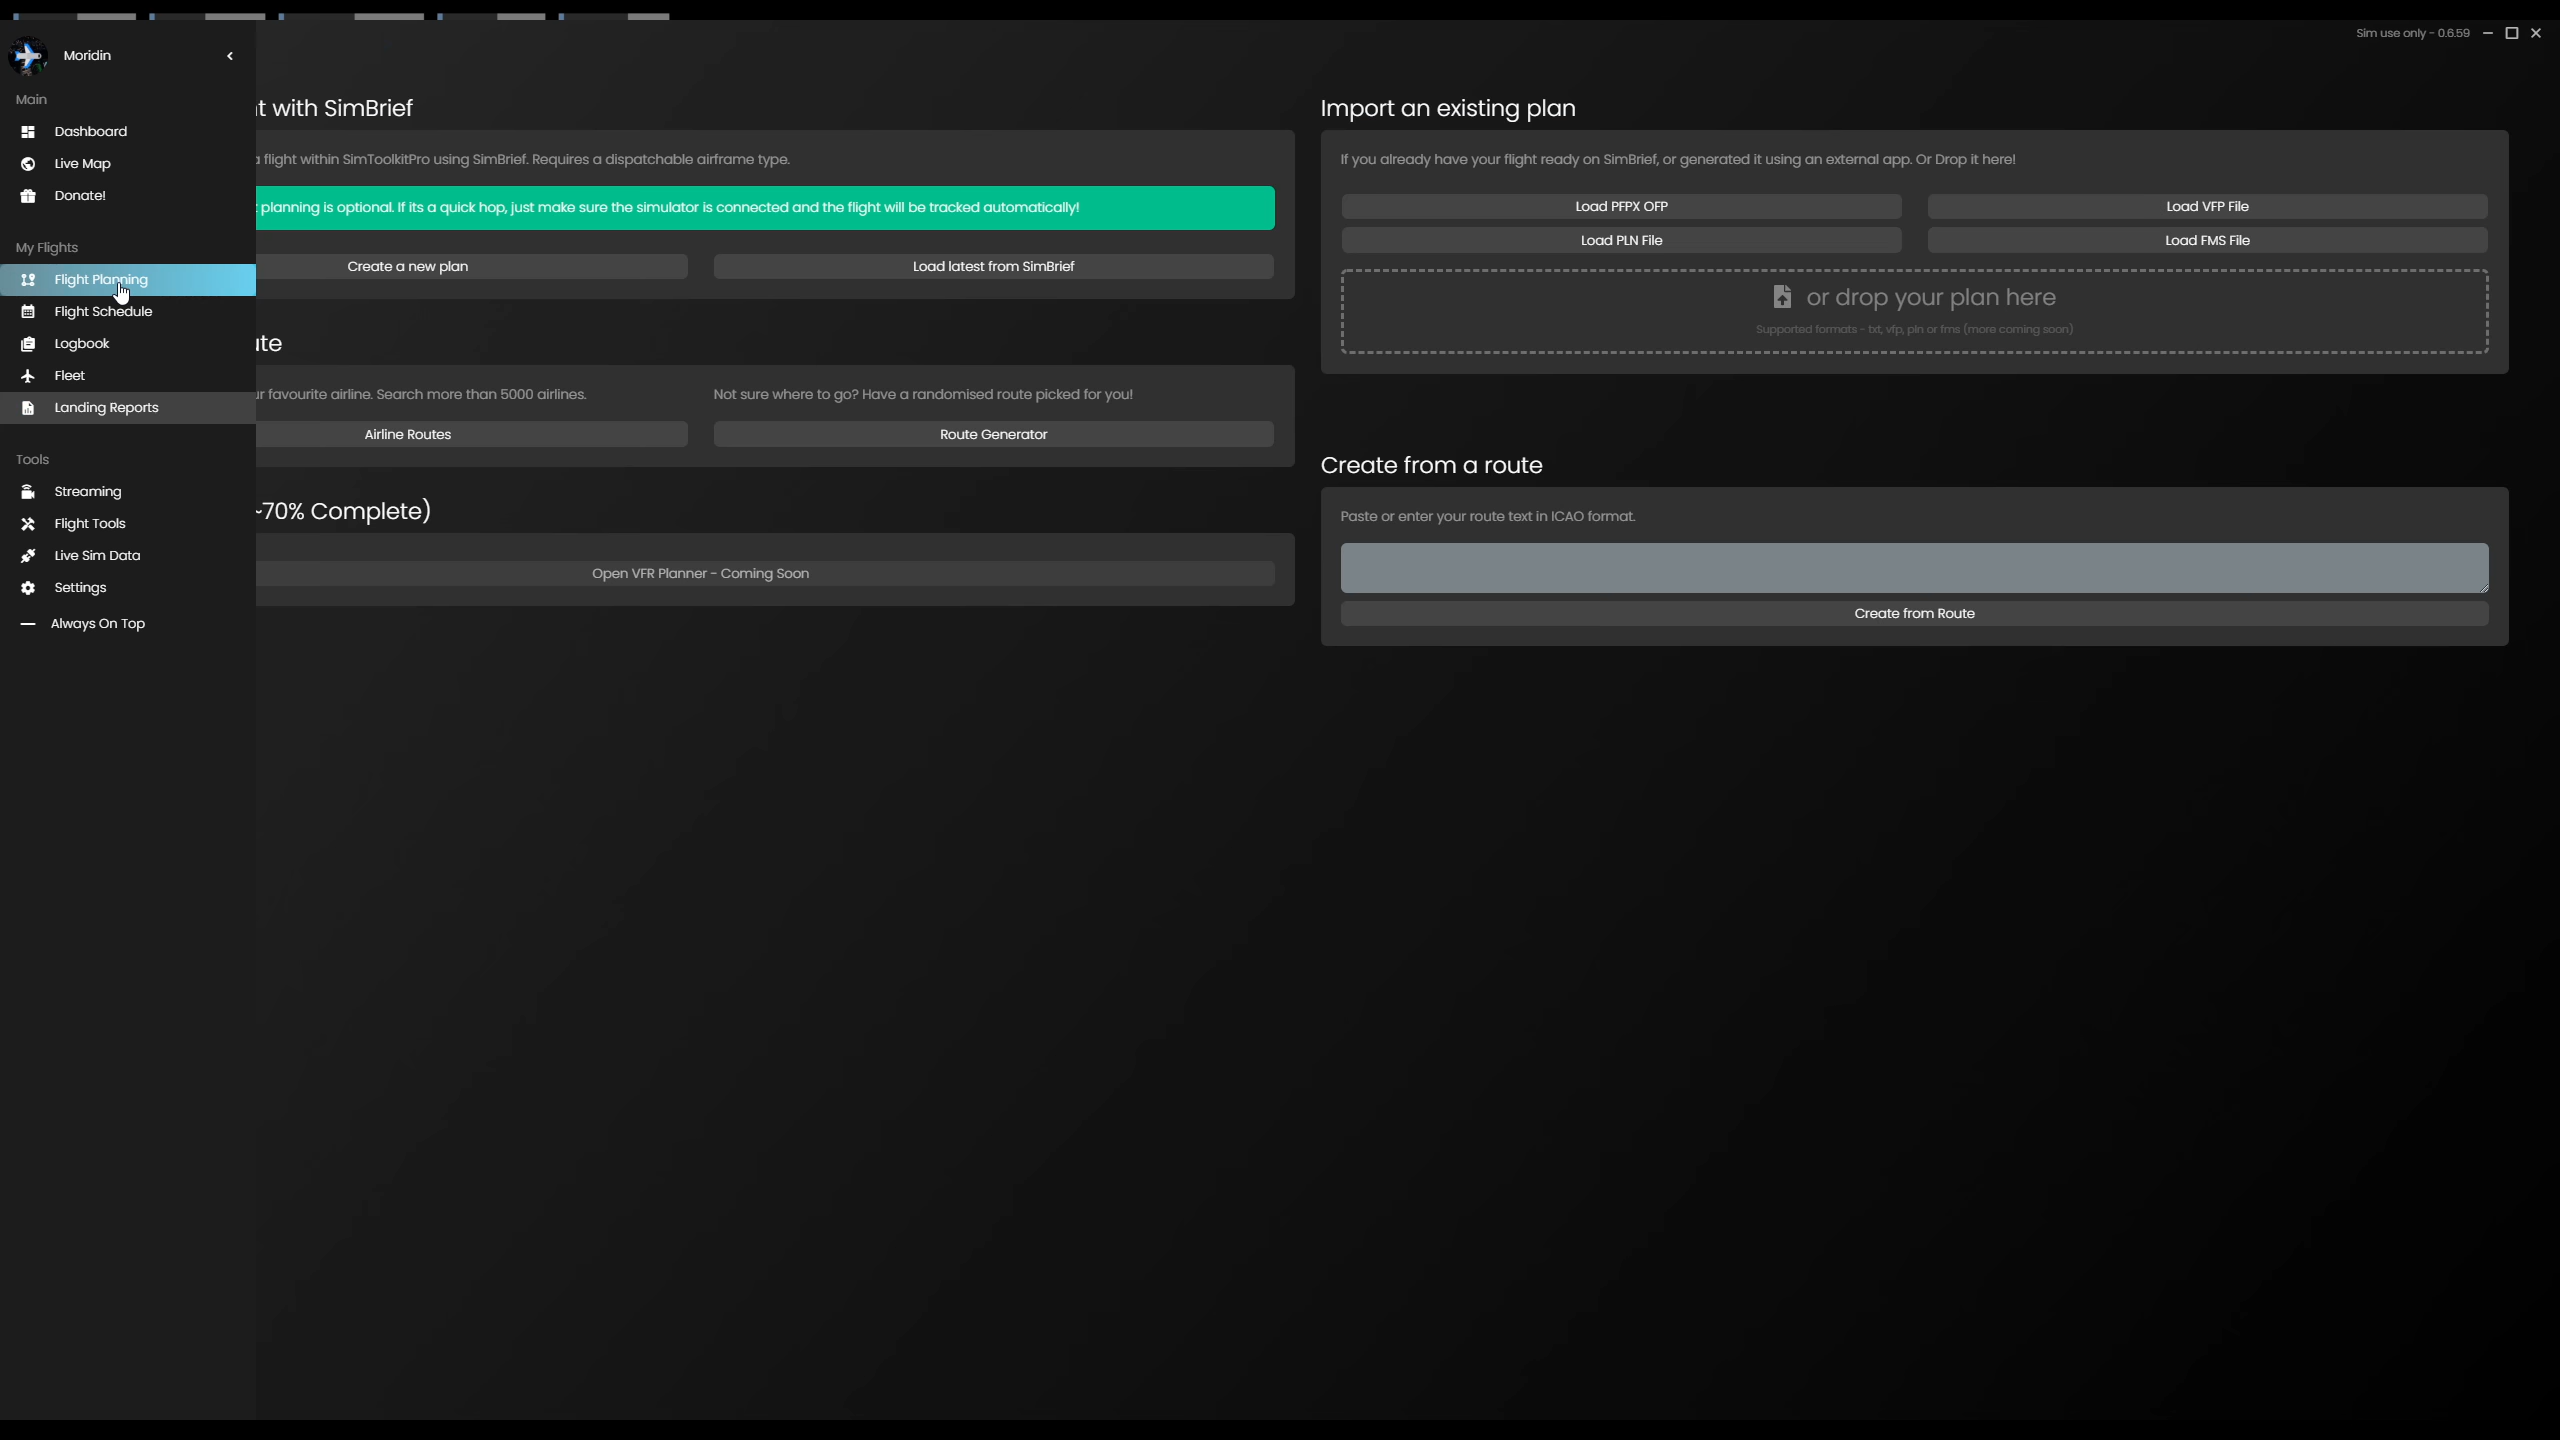 Sim use only - 0.6.59
Moridin
Main
Dashboard
Live Map
Donate!
My Flights
Flight Planning
Flight Schedule
Logbook
Fleet
Landing Reports
Tools
Streaming
Flight Tools
Live Sim Data
Settings
Always On Top
with SimBrief
flight within SimToolkitPro using SimBrief. Requires a dispatchable airframe type.
planning is optional. If its a quick hop, just make sure the simulator is connected and the flight will be tracked automatically!
Create a new plan
Load latest from SimBrief
favourite airline. Search more than 5000 airlines.
Not sure where to go? Have a randomised route picked for you!
Airline Routes
Route Generator
~70% Complete)
Open VFR Planner - Coming Soon
Import an existing plan
If you already have your flight ready on SimBrief, or generated it using an external app. Or Drop it here!
Load PFPX OFP
Load VFP File
Load PLN File
Load FMS File
or drop your plan here
Supported formats - txt, vfp, pln or fms (more coming soon)
Create from a route
Paste or enter your route text in ICAO format.
Create from Route